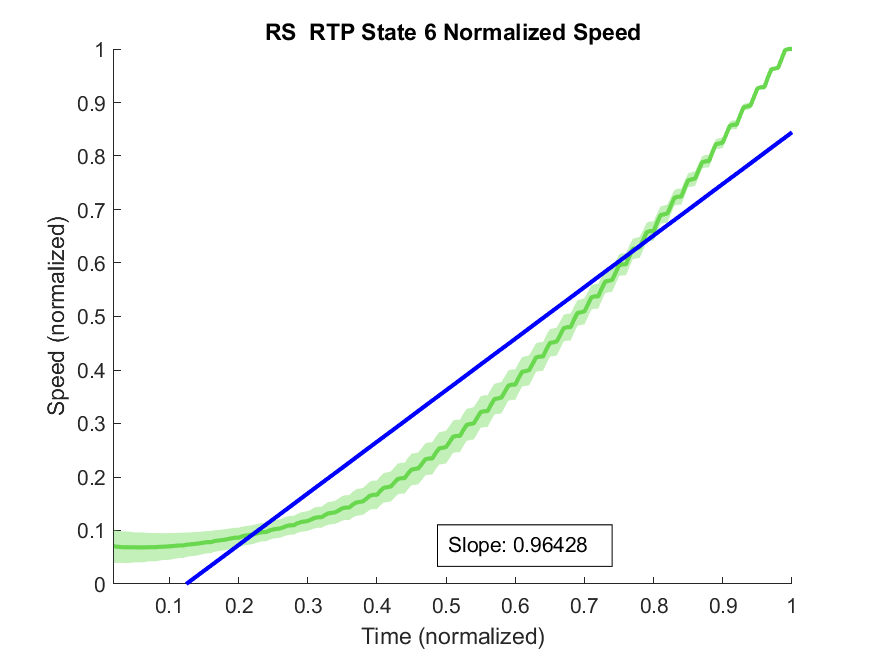 RS  RTP State 6 Normalized Speed
1
0.9
0.8
0.7
0.6
0.5
0.4
0.3
0.2
0.1
0
Speed (normalized)
Slope: 0.96428
0.1 0.2 0.3 0.4 0.5 0.6 0.7 0.8 0.9 1
Time (normalized)